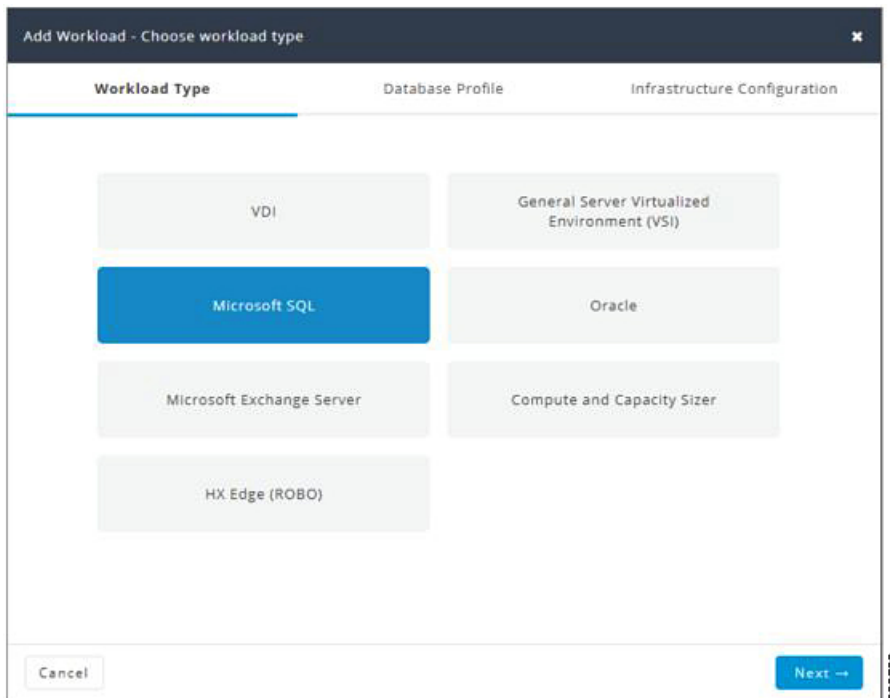 Add Workload - Choose workload type
Workload Type
Database Profile
Infrastructure Configuration
VDI
General Server Virtualized
Environment (VSI)
Microsoft SQL
Oracle
Microsoft Exchange Server
Compute and Capacity Sizer
HX Edge (ROBO)
Cancel
Next →